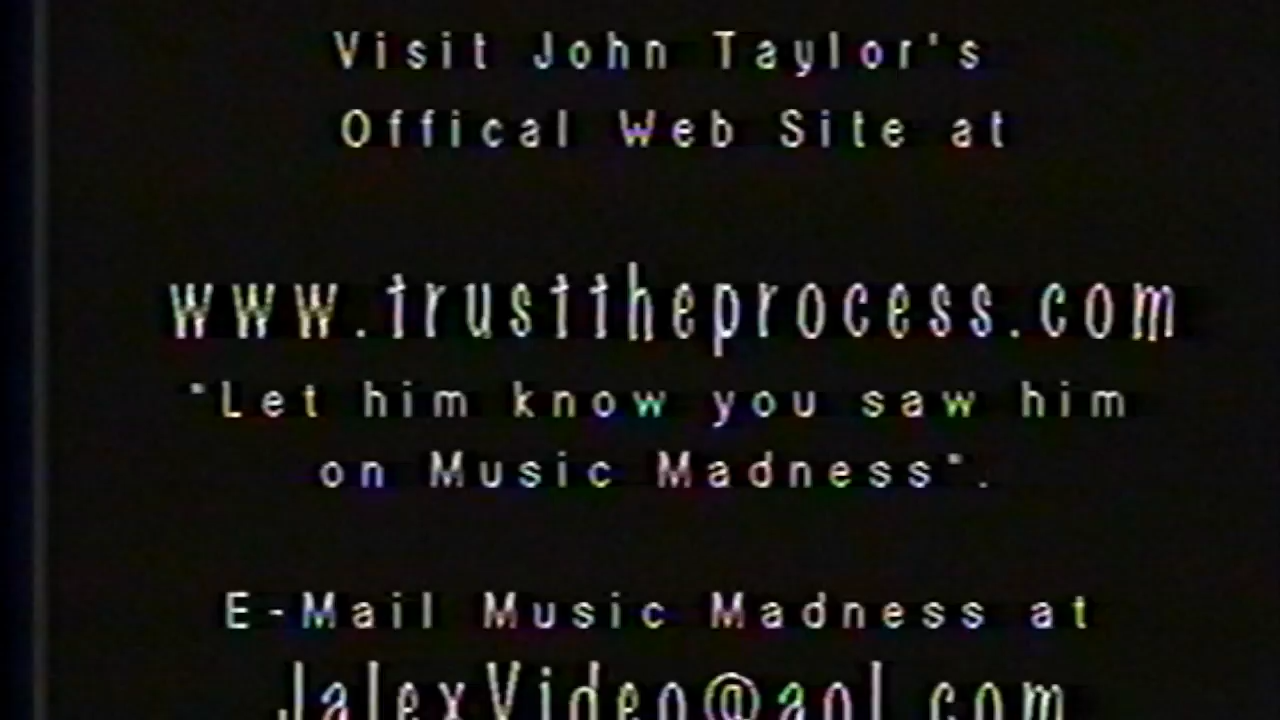 Visit John Taylor's
Offical Web Site at
www.trusttheprocess.com
"Let him know you saw him
on Music Madness".
E-Mail Music Madness at
JalexVideo@aol.com